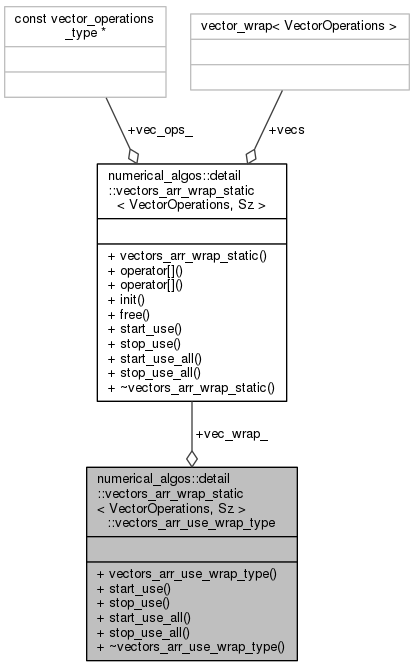 const vector_operations
_type *
vector_wrap< VectorOperations >
+vec_ops_
+vecs
numerical_algos::detail
::vectors_arr_wrap_static
< VectorOperations, Sz >
+ vectors_arr_wrap_static()
+ operator[]()
+ operator[]()
+ init()
+ free()
+ start_use()
+ stop_use()
+ start_use_all()
+ stop_use_all()
+ ~vectors_arr_wrap_static()
+vec_wrap_
numerical_algos::detail
::vectors_arr_wrap_static
< VectorOperations, Sz >
::vectors_arr_use_wrap_type
+ vectors_arr_use_wrap_type()
+ start_use()
+ stop_use()
+ start_use_all()
+ stop_use_all()
+ ~vectors_arr_use_wrap_type()